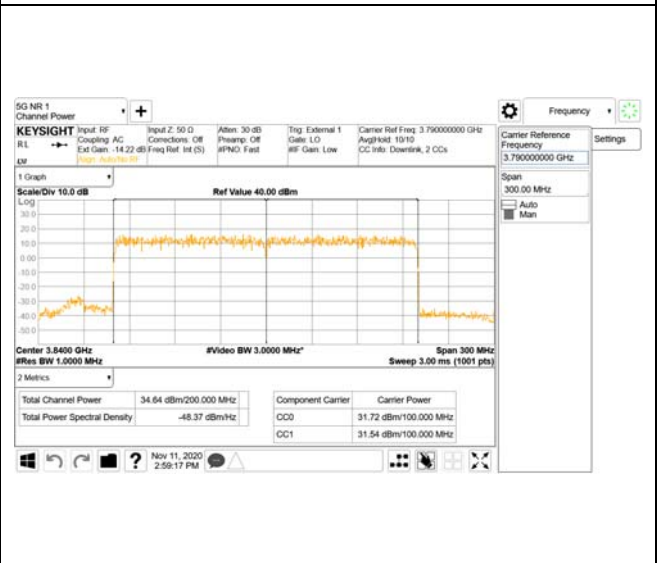 5G NR 1
Channel Power
Frequency
KEYSIGHT Input: RF Input Z: 50 Ω Atten: 30 dB Trig: External 1 Carrier Ref Freq: 3.790000000 GHz
RL Coupling: AC Corrections: Off Preamp: Off Gate: LO Avg|Hold: 10/10
Ext Gain: -14.22 dB Freq Ref: Int (S) #PNO: Fast #IF Gain: Low CC Info: Downlink, 2 CCs
Align: Auto/No RF
Carrier Reference
Frequency
3.790000000 GHz
Settings
Span
300.00 MHz
Auto
Man
1 Graph
Scale/Div 10.0 dB Ref Value 40.00 dBm
Log
30.0
20.0
10.0
0.00
-10.0
-20.0
-30.0
-40.0
-50.0
Center 3.8400 GHz #Video BW 3.0000 MHz* Span 300 MHz
#Res BW 1.0000 MHz Sweep 3.00 ms (1001 pts)
2 Metrics
Total Channel Power 34.64 dBm/200.000 MHz
Total Power Spectral Density -48.37 dBm/Hz
Component Carrier Carrier Power
CC0 31.72 dBm/100.000 MHz
CC1 31.54 dBm/100.000 MHz
?
Nov 11, 2020
2:59:17 PM